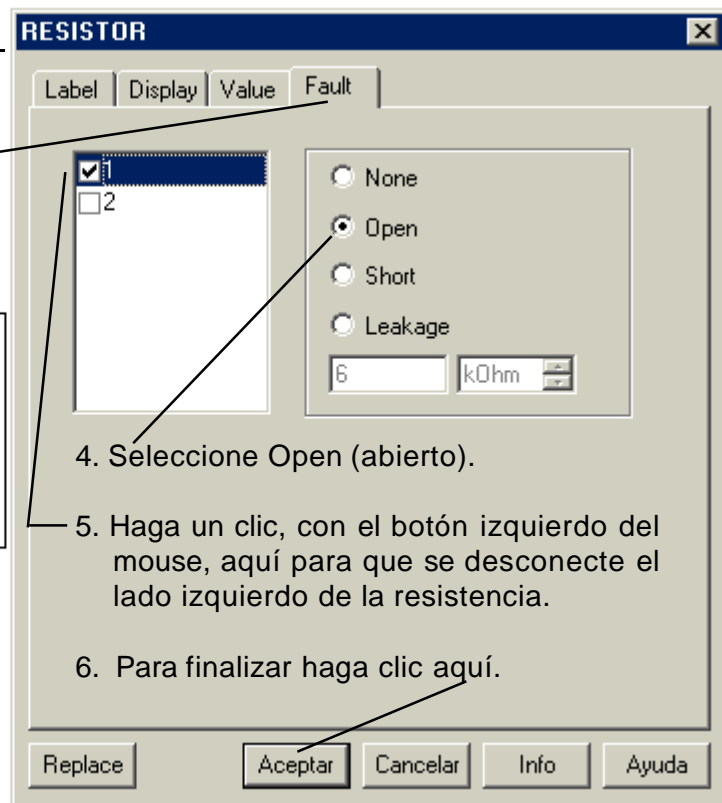 RESISTOR
Label Display Value Fault
1
2
None
Open
Short
Leakage
6 kOhm
4. Seleccione Open (abierto).
5. Haga un clic, con el botón izquierdo del
mouse, aquí para que se desconecte el
lado izquierdo de la resistencia.
6. Para finalizar haga clic aquí.
Replace Aceptar Cancelar Info Ayuda